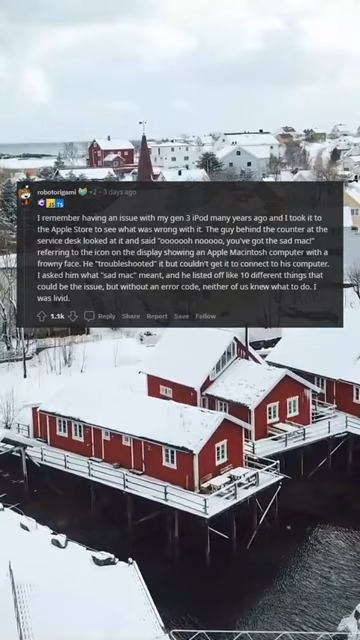 robotorigami +2 · 3 days ago
JS TS
I remember having an issue with my gen 3 iPod many years ago and I took it to
the Apple Store to see what was wrong with it. The guy behind the counter at the
service desk looked at it and said "ooooooh nooooo, you've got the sad mac!"
referring to the icon on the display showing an Apple Macintosh computer with a
frowny face. He "troubleshooted" it but couldn't get it to connect to his computer.
I asked him what "sad mac" meant, and he listed off like 10 different things that
could be the issue, but without an error code, neither of us knew what to do. I
was livid.
1.1k Reply Share Report Save Follow